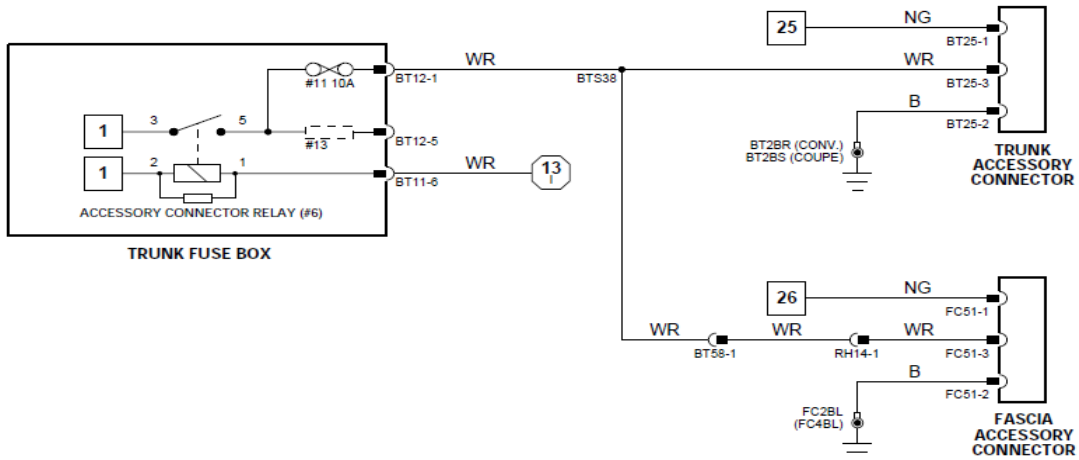 #11 10A
BT12-1
WR
BTS38
25
NG
BT25-1
WR
BT25-3
B
BT25-2
BT2BR (CONV.)
BT2BS (COUPE)
TRUNK
ACCESSORY
CONNECTOR
1
3
5
#13
BT12-5
1
2
1
BT11-6
WR
13
I
ACCESSORY CONNECTOR RELAY (#6)
TRUNK FUSE BOX
26
NG
FC51-1
WR
BT58-1
WR
RH14-1
WR
FC51-3
B
FC51-2
FC2BL
(FC4BL)
FASCIA
ACCESSORY
CONNECTOR